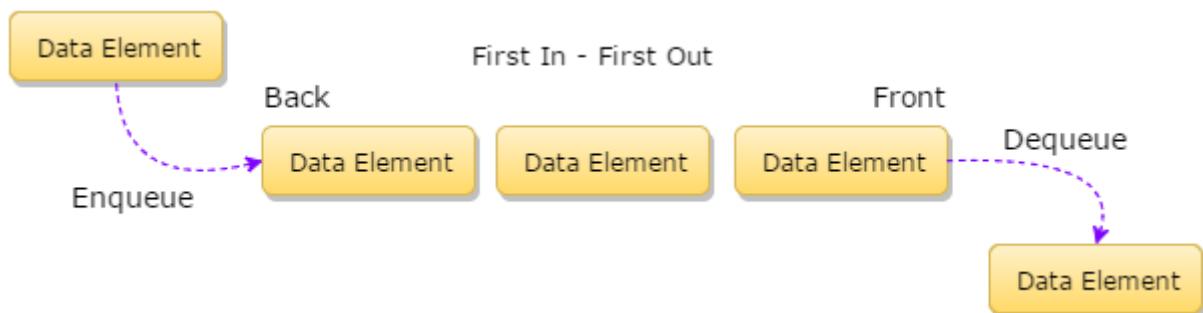 Data Element
First In - First Out
Back
Front
Dequeue
Data Element
Data Element
Data Element
Enqueue
Data Element